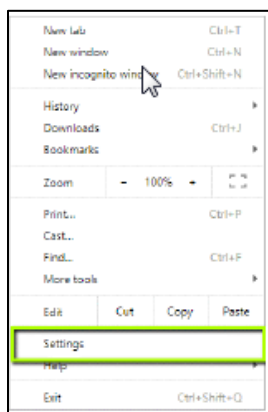 New tab Ctrl+T
New window Ctrl+N
New incognito window Ctrl+Shift+N
History
Downloads Ctrl+J
Bookmarks
Zoom - 100% +
Print... Ctrl+P
Cast...
Find... Ctrl+F
More tools
Edit Cut Copy Paste
Settings
Help
Exit Ctrl+Shift+Q